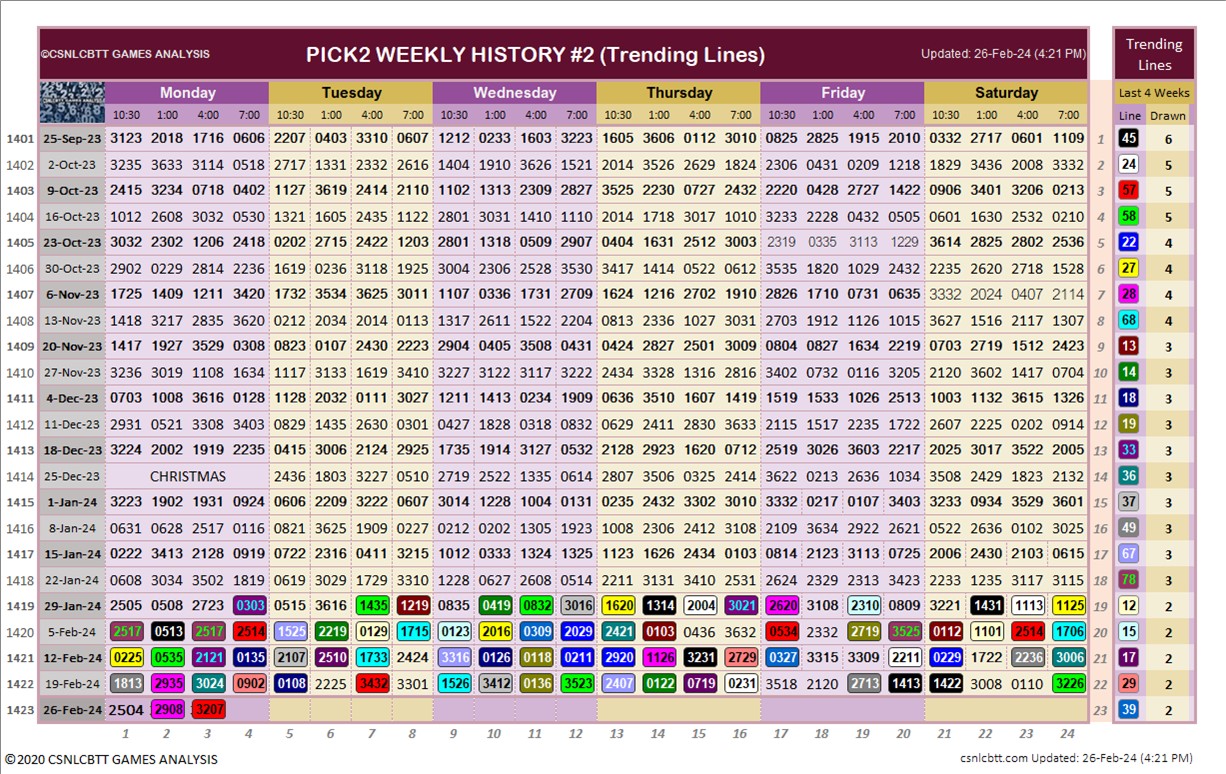 ©CSNLCBTT GAMES ANALYSIS PICK2 WEEKLY HISTORY #2 (Trending Lines) Updated: 26-Feb-24 (4:21 PM)
Trending
Lines
Monday Tuesday Wednesday Thursday Friday Saturday Last 4 Weeks
10:30 1:00 4:00 7:00 10:30 1:00 4:00 7:00 10:30 1:00 4:00 7:00 10:30 1:00 4:00 7:00 10:30 1:00 4:00 7:00 10:30 1:00 4:00 7:00 Line Drawn
1401 25-Sep-23 3123 2018 1716 0606 2207 0403 3310 0607 1212 0233 1603 3223 1605 3606 0112 3010 0825 2825 1915 2010 0332 2717 0601 1109 1 45 6
1402 2-Oct-23 3235 3633 3114 0518 2717 1331 2332 2616 1404 1910 3626 1521 2014 3526 2629 1824 2306 0431 0209 1218 1829 3436 2008 3332 2 24 5
1403 9-Oct-23 2415 3234 0718 0402 1127 3619 2414 2110 1102 1313 2309 2827 3525 2230 0727 2432 2220 0428 2727 1422 0906 3401 3206 0213 3 57 5
1404 16-Oct-23 1012 2608 3032 0530 1321 1605 2435 1122 2801 3031 1410 1110 2014 1718 3017 1010 3233 2228 0432 0505 0601 1630 2532 0210 4 58 5
1405 23-Oct-23 3032 2302 1206 2418 0202 2715 2422 1203 2801 1318 0509 2907 0404 1631 2512 3003 2319 0335 3113 1229 3614 2825 2802 2536 5 22 4
1406 30-Oct-23 2902 0229 2814 2236 1619 0236 3118 1925 3004 2306 2528 3530 3417 1414 0522 0612 3535 1820 1029 2432 2235 2620 2718 1528 6 27 4
1407 6-Nov-23 1725 1409 1211 3420 1732 3534 3625 3011 1107 0336 1731 2709 1624 1216 2702 1910 2826 1710 0731 0635 3332 2024 0407 2114 7 28 4
1408 13-Nov-23 1418 3217 2835 3620 0212 2034 2014 0113 1317 2611 1522 2204 0813 2336 1027 3031 2703 1912 1126 1015 3627 1516 2117 1307 8 68 4
1409 20-Nov-23 1417 1927 3529 0308 0823 0107 2430 2223 2904 0405 3508 0431 0424 2827 2501 3009 0804 0827 1634 2219 0703 2719 1512 2423 9 13 3
1410 27-Nov-23 3236 3019 1108 1634 1117 3133 1619 3410 3227 3122 3117 3222 2434 3328 1316 2816 3402 0732 0116 3205 2120 3602 1417 0704 10 14 3
1411 4-Dec-23 0703 1008 3616 0128 1128 2032 0111 3027 1211 1413 0234 1909 0636 3510 1607 1419 1519 1533 1026 2513 1003 1132 3615 1326 11 18 3
1412 11-Dec-23 2931 0521 3308 3403 0829 1435 2630 0301 0427 1828 0318 0832 0629 2411 2830 3633 2115 1517 2235 1722 2607 2225 0202 0914 12 19 3
1413 18-Dec-23 3224 2002 1919 2235 0415 3006 2124 2923 1735 1914 3127 0532 2128 2923 1620 0712 2519 3026 3603 2217 2025 3017 3522 2005 13 33 3
1414 25-Dec-23 CHRISTMAS 2436 1803 3227 0518 2719 2522 1335 0614 2807 3506 0325 2414 3622 0213 2636 1034 3508 2429 1823 2132 14 36 3
1415 1-Jan-24 3223 1902 1931 0924 0606 2209 3222 0607 3014 1228 1004 0131 0235 2432 3302 3010 3332 0217 0107 3403 3233 0934 3529 3601 15 37 3
1416 8-Jan-24 0631 0628 2517 0116 0821 3625 1909 0227 0212 0202 1305 1923 1008 2306 2412 3108 2109 3634 2922 2621 0522 2636 0102 3025 16 49 3
1417 15-Jan-24 0222 3413 2128 0919 0722 2316 0411 3215 1012 0333 1324 1325 1123 1626 2434 0103 0814 2123 3113 0725 2006 2430 2103 0615 17 67 3
1418 22-Jan-24 0608 3034 3502 1819 0619 3029 1729 3310 1228 0627 2608 0514 2211 3131 3410 2531 2624 2329 2313 3423 2233 1235 3117 3115 18 78 3
1419 29-Jan-24 2505 0508 2723 0303 0515 3616 1435 1219 0835 0419 0832 3016 1620 1314 2004 3021 2620 3108 2310 0809 3221 1431 1113 1125 19 12 2
1420 5-Feb-24 2517 0513 2517 2514 1525 2219 0129 1715 0123 2016 0309 2029 2421 0103 0436 3632 0534 2332 2719 3525 0112 1101 2514 1706 20 15 2
1421 12-Feb-24 0225 0535 2121 0135 2107 2510 1733 2424 3316 0126 0118 0211 2920 1126 3231 2729 0327 3315 3309 2211 0229 1722 2236 3006 21 17 2
1422 19-Feb-24 1813 2935 3024 0902 0108 2225 3432 3301 1526 3412 0136 3523 2407 0122 0719 0231 3518 2120 2713 1413 1422 3008 0110 3226 22 29 2
1423 26-Feb-24 2504 2908 3207 23 39 2
1 2 3 4 5 6 7 8 9 10 11 12 13 14 15 16 17 18 19 20 21 22 23 24
©2020 CSNLCBTT GAMES ANALYSIS csnlcbtt.com Updated: 26-Feb-24 (4:21 PM)